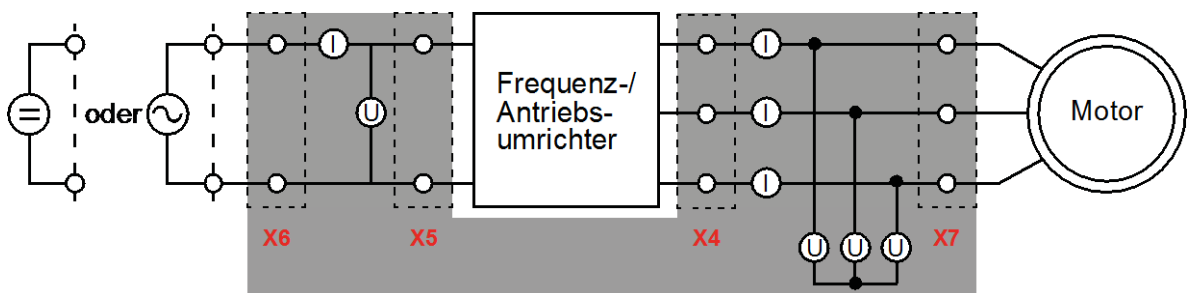 oder
I
U
Frequenz-/
Antriebs-
umrichter
I
I
I
U U U
Motor
X6
X5
X4
X7